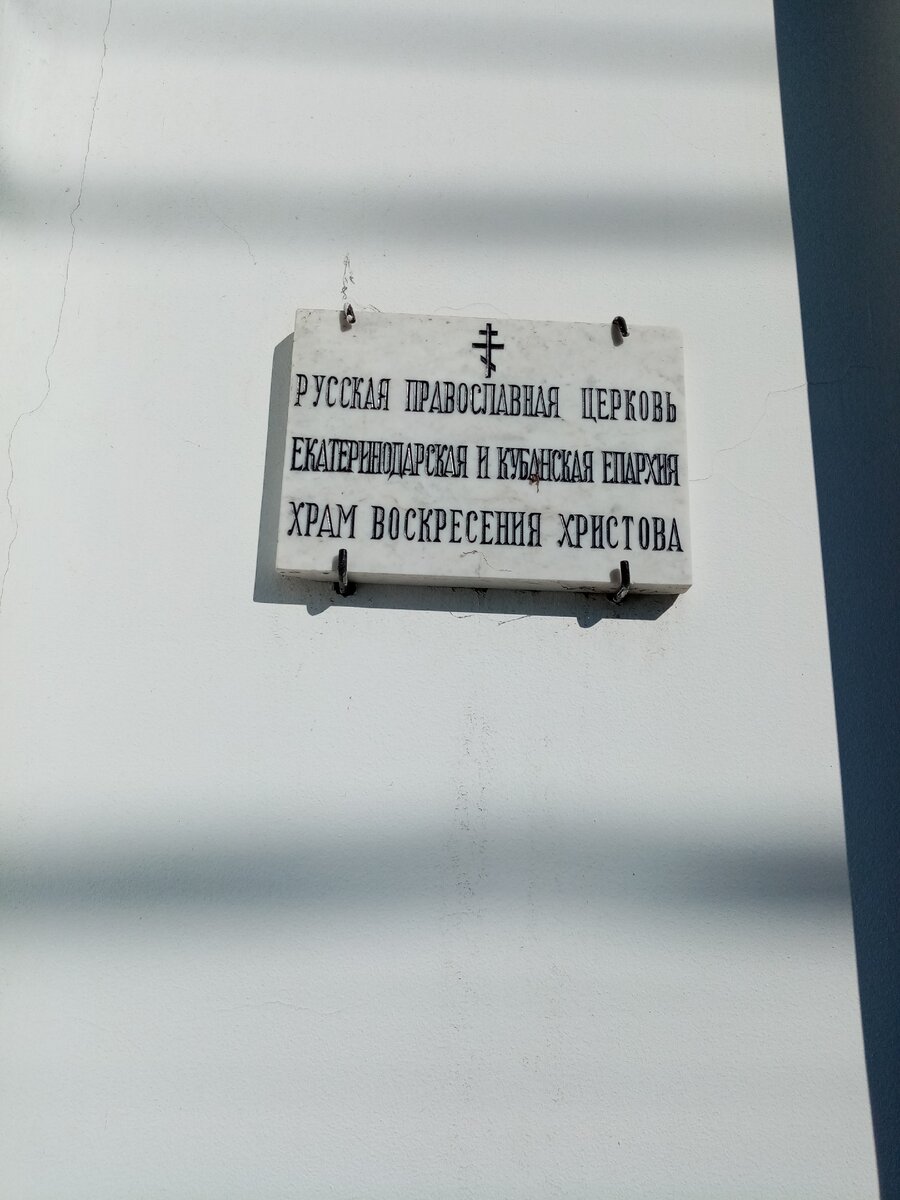 РУССКАЯ ПРАВОСЛАВНАЯ ЦЕРКОВЬ
ЕКАТЕРИНОДАРСКАЯ И КУБАНСКАЯ ЕПАРХИЯ
ХРАМ ВОСКРЕСЕНИЯ ХРИСТОВА